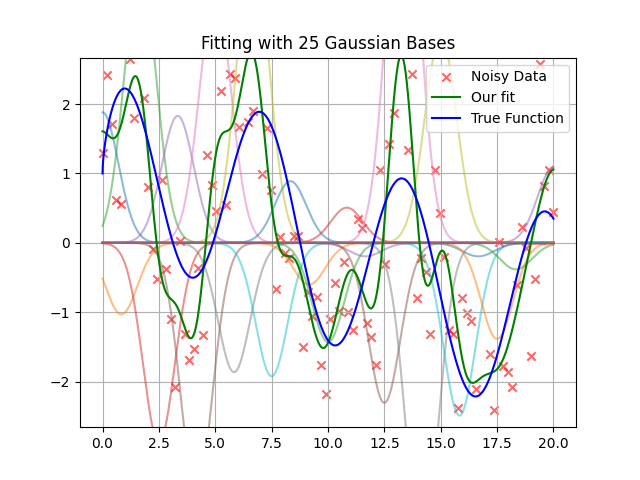 Fitting with 25 Gaussian Bases
Noisy Data
Our fit
True Function
2
1
0
−1
−2
0.0 2.5 5.0 7.5 10.0 12.5 15.0 17.5 20.0